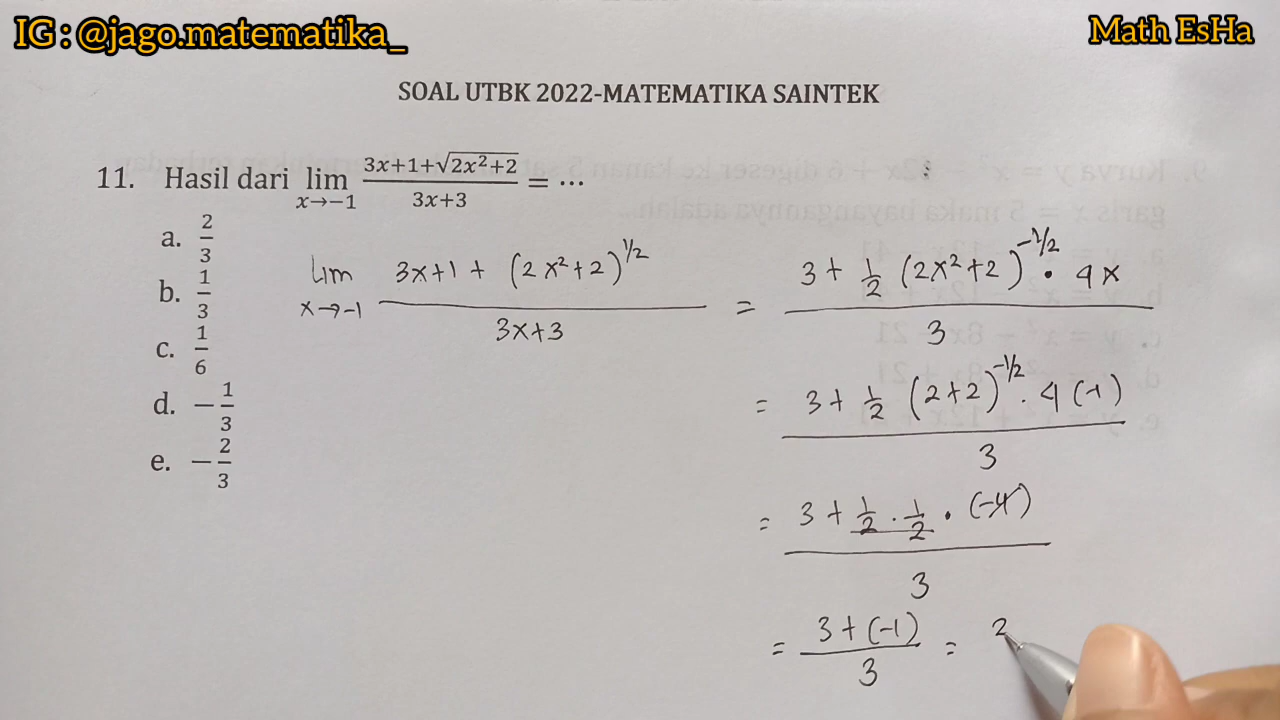 IG : @jago.matematika_
Math EsHa
SOAL UTBK 2022-MATEMATIKA SAINTEK
11. Hasil dari lim x→−1 (3x+1+√(2x²+2))/(3x+3) = ...
a. 2/3
b. 1/3
c. 1/6
d. −1/3
e. −2/3
lim x→-1 (3x+1 + (2x²+2)^(1/2))/(3x+3) = (3 + 1/2 (2x²+2)^(-1/2) · 4x)/3
= (3 + 1/2 (2+2)^(-1/2) · 4(-1))/3
= (3 + 1/2 · 1/2 · (-4))/3
= (3+(-1))/3 = 2